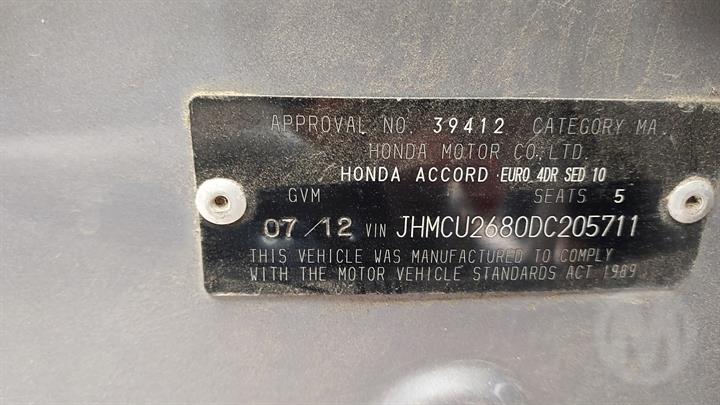 APPROVAL NO. 39412 CATEGORY MA.
HONDA MOTOR CO.,LTD.
HONDA ACCORD EURO 4DR SED 10
GVM SEATS 5
07/12 VIN JHMCU2680DC205711
THIS VEHICLE WAS MANUFACTURED TO COMPLY
WITH THE MOTOR VEHICLE STANDARDS ACT 1989
M